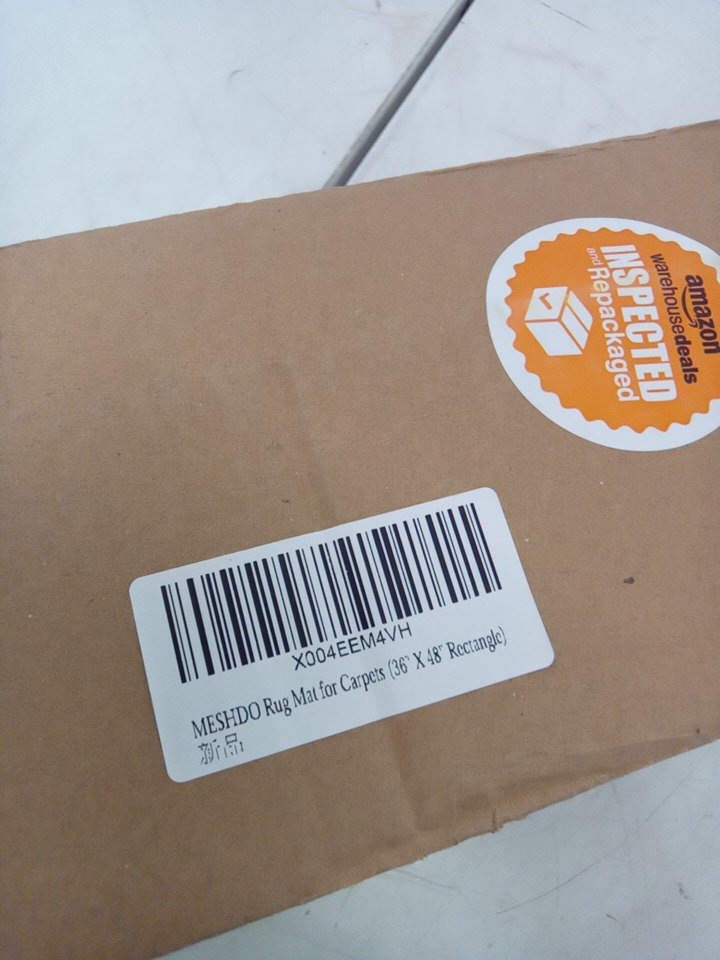 amazon
warehousedeals
INSPECTED
and Repackaged
X004EEM4VH
MESHDO Rug Mat for Carpets (36" X 48" Rectangle)
新品